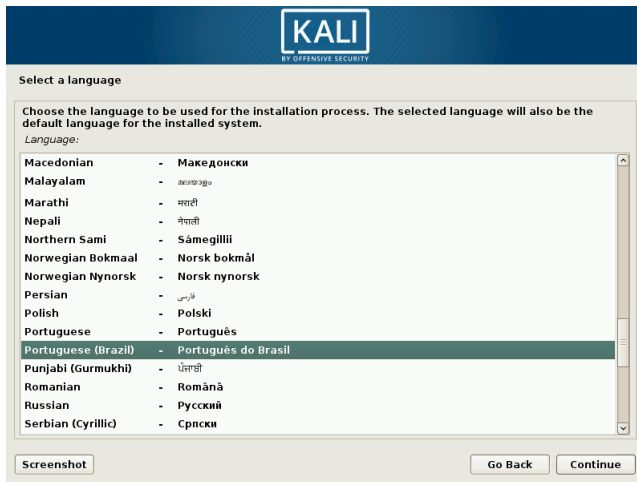 KALI
BY OFFENSIVE SECURITY
Select a language
Choose the language to be used for the installation process. The selected language will also be the
default language for the installed system.
Language:
Macedonian - Македонски
Malayalam - മലയാളം
Marathi - मराठी
Nepali - नेपाली
Northern Sami - Sámegillii
Norwegian Bokmaal - Norsk bokmål
Norwegian Nynorsk - Norsk nynorsk
Persian - فارسی
Polish - Polski
Portuguese - Português
Portuguese (Brazil) - Português do Brasil
Punjabi (Gurmukhi) - ਪੰਜਾਬੀ
Romanian - Română
Russian - Русский
Serbian (Cyrillic) - Српски
Screenshot Go Back Continue